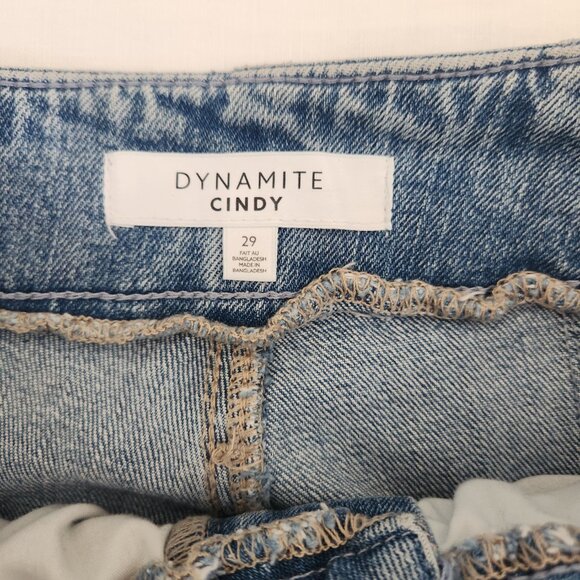 DYNAMITE
CINDY
29
FAIT AU
BANGLADESH
MADE IN
BANGLADESH